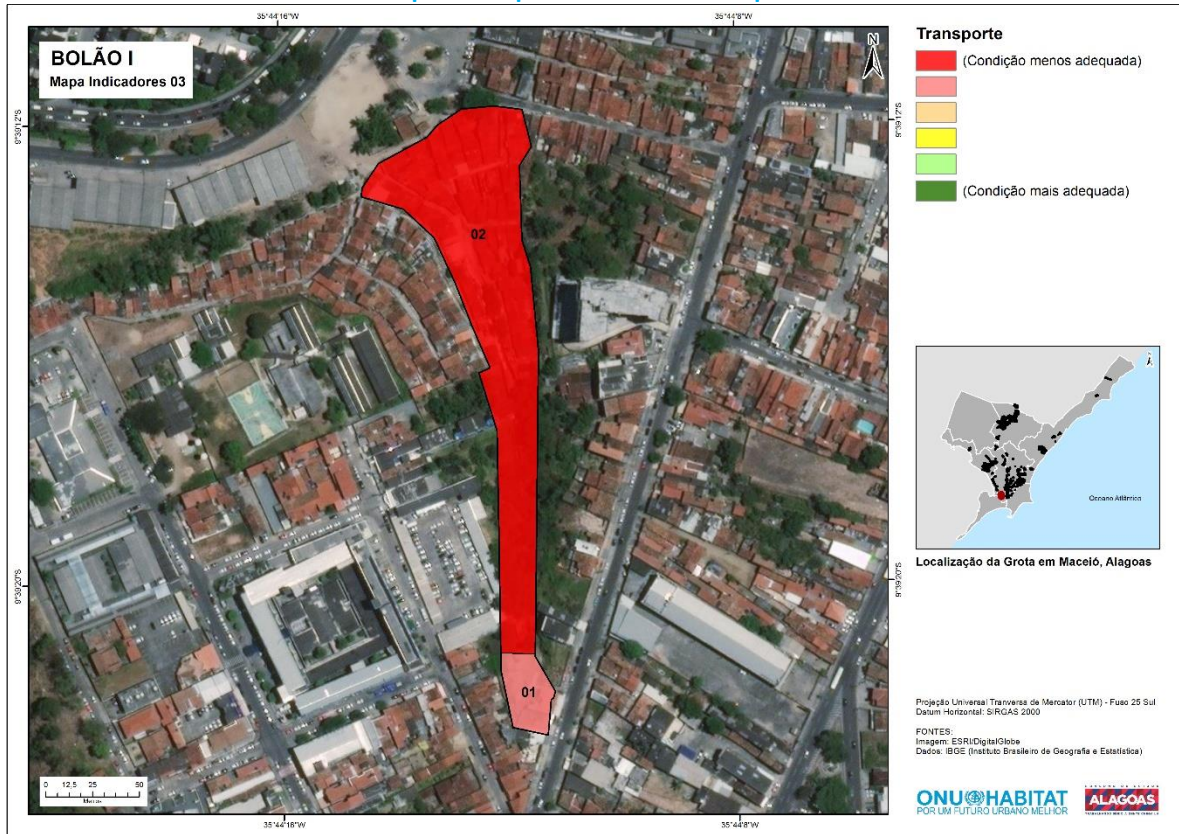 35°44'16"W
35°44'8"W
BOLÃO I
Mapa Indicadores 03
N
Transporte
(Condição menos adequada)
(Condição mais adequada)
9°39'12"S
9°39'12"S
02
Oceano Atlântico
Localização da Grota em Maceió, Alagoas
9°39'20"S
9°39'20"S
01
Projeção Universal Tranversa de Mercator (UTM) - Fuso 25 Sul
Datum Horizontal: SIRGAS 2000
FONTES:
Imagem: ESRI/DigitalGlobe
Dados: IBGE (Instituto Brasileiro de Geografia e Estatística)
0 12,5 25 50
Metros
ONU HABITAT
POR UM FUTURO URBANO MELHOR
ALAGOAS
35°44'16"W
35°44'8"W